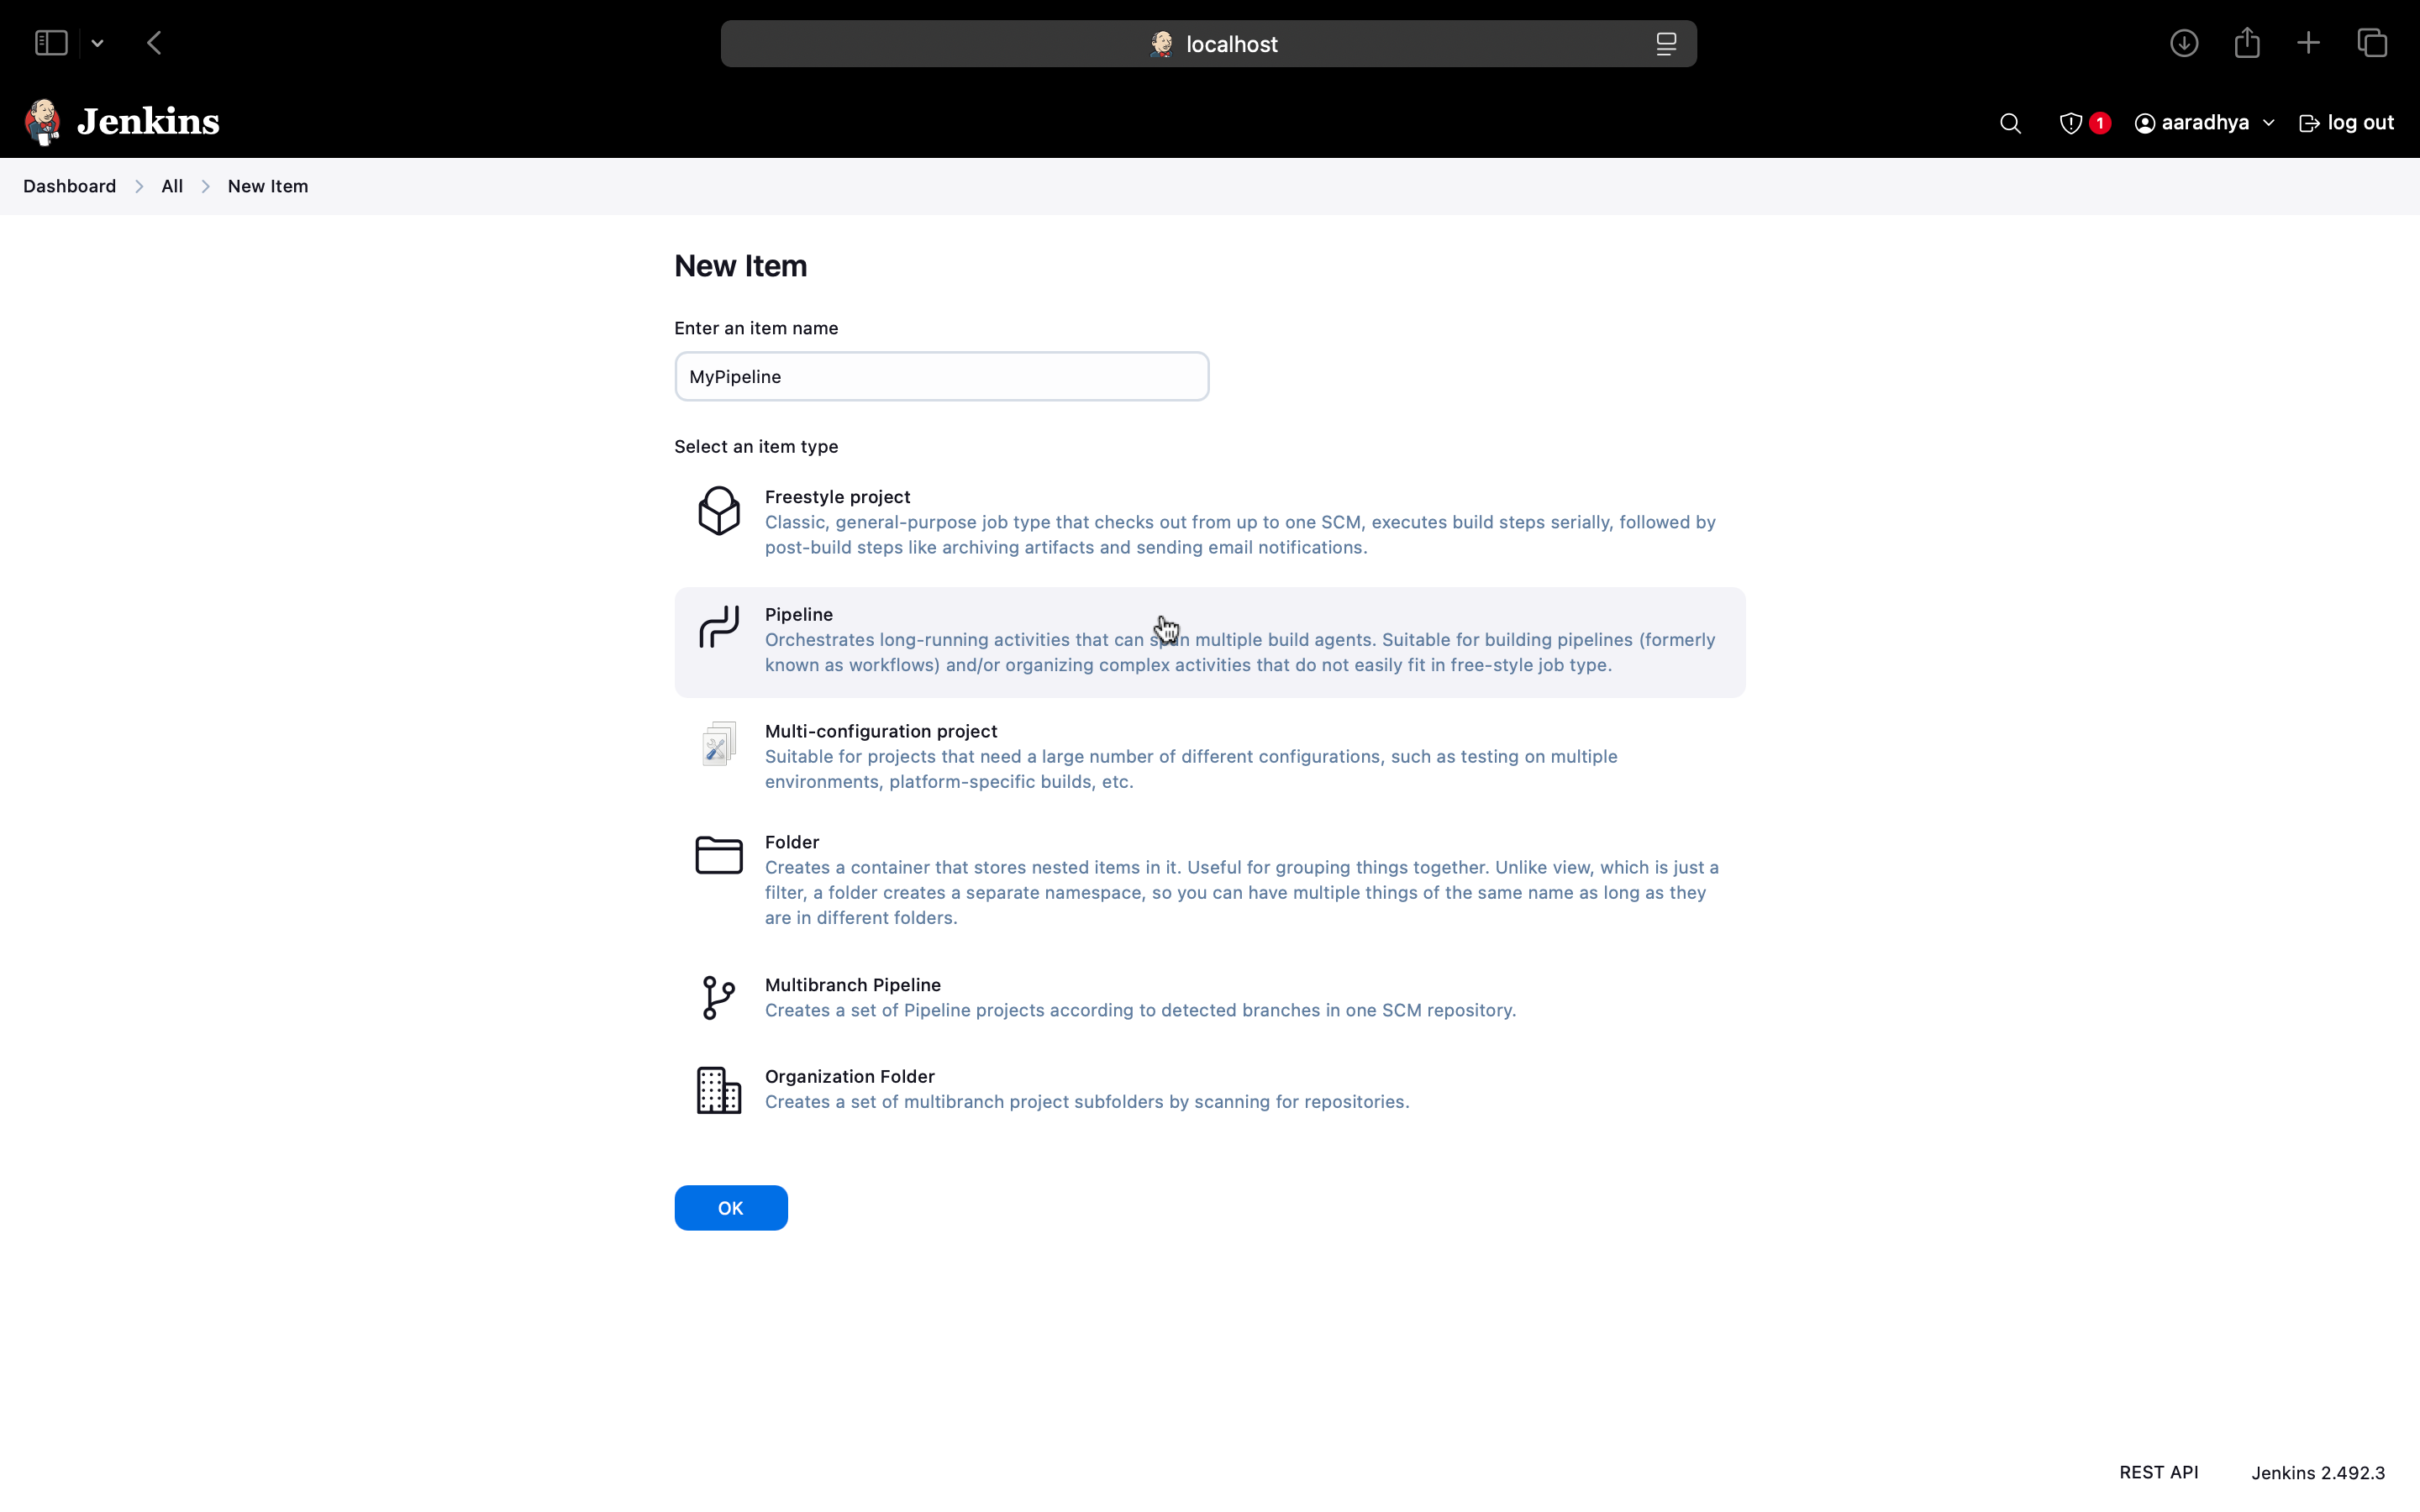 localhost
Jenkins
1
aaradhya
log out
Dashboard
All
New Item
New Item
Enter an item name
MyPipeline
Select an item type
Freestyle project
Classic, general-purpose job type that checks out from up to one SCM, executes build steps serially, followed by
post-build steps like archiving artifacts and sending email notifications.
Pipeline
Orchestrates long-running activities that can span multiple build agents. Suitable for building pipelines (formerly
known as workflows) and/or organizing complex activities that do not easily fit in free-style job type.
Multi-configuration project
Suitable for projects that need a large number of different configurations, such as testing on multiple
environments, platform-specific builds, etc.
Folder
Creates a container that stores nested items in it. Useful for grouping things together. Unlike view, which is just a
filter, a folder creates a separate namespace, so you can have multiple things of the same name as long as they
are in different folders.
Multibranch Pipeline
Creates a set of Pipeline projects according to detected branches in one SCM repository.
Organization Folder
Creates a set of multibranch project subfolders by scanning for repositories.
OK
REST API
Jenkins 2.492.3